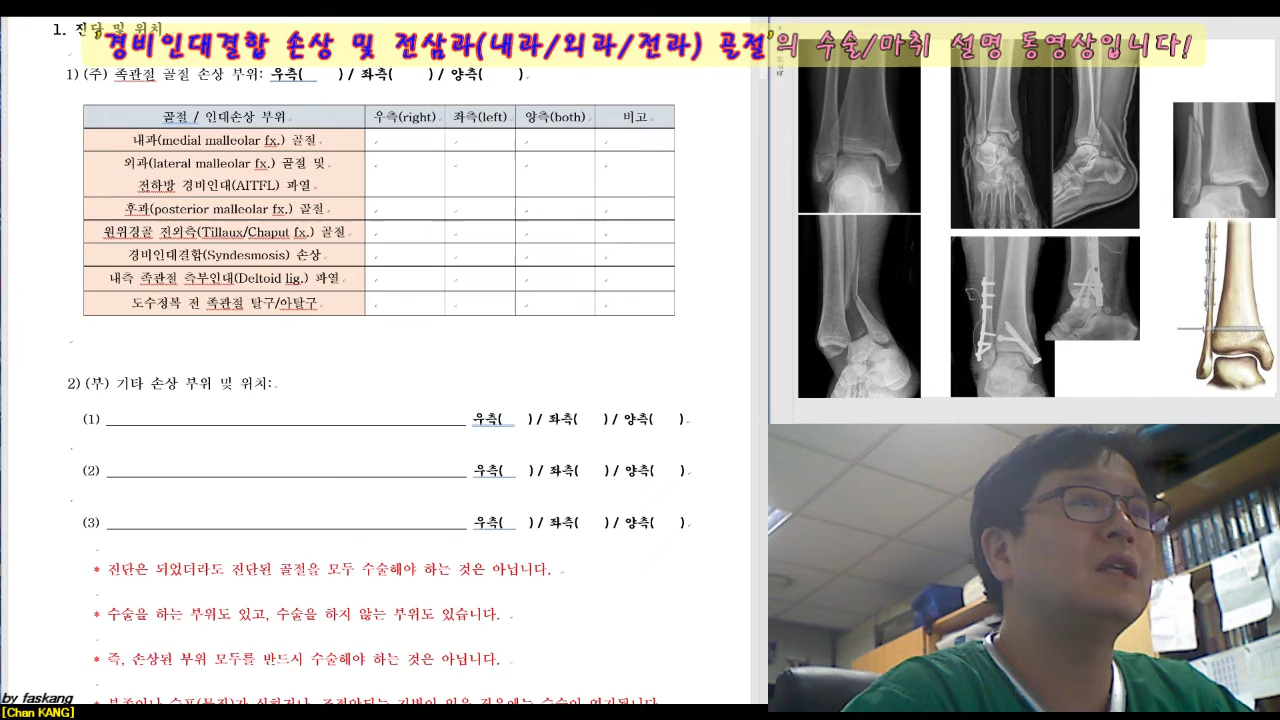 1. 진단 및 위치
'경비인대결합 손상 및 전삼과(내과/외과/전과) 골절'의 수술/마취 설명 동영상입니다!
1) (주) 족관절 골절 손상 부위: 우측( ) / 좌측( ) / 양측( ).
골절 / 인대손상 부위 우측(right) 좌측(left) 양측(both) 비고
내과(medial malleolar fx.) 골절
외과(lateral malleolar fx.) 골절 및
전하방 경비인대(AITFL) 파열
후과(posterior malleolar fx.) 골절
원위경골 전외측(Tillaux/Chaput fx.) 골절
경비인대결합(Syndesmosis) 손상
내측 족관절 측부인대(Deltoid lig.) 파열
도수정복 전 족관절 탈구/아탈구
2) (부) 기타 손상 부위 및 위치:
(1) 우측( ) / 좌측( ) / 양측( )
(2) 우측( ) / 좌측( ) / 양측( )
(3) 우측( ) / 좌측( ) / 양측( )
* 진단은 되었더라도 진단된 골절을 모두 수술해야 하는 것은 아닙니다.
* 수술을 하는 부위도 있고, 수술을 하지 않는 부위도 있습니다.
* 즉, 손상된 부위 모두를 반드시 수술해야 하는 것은 아닙니다.
by faskang
[Chan KANG]